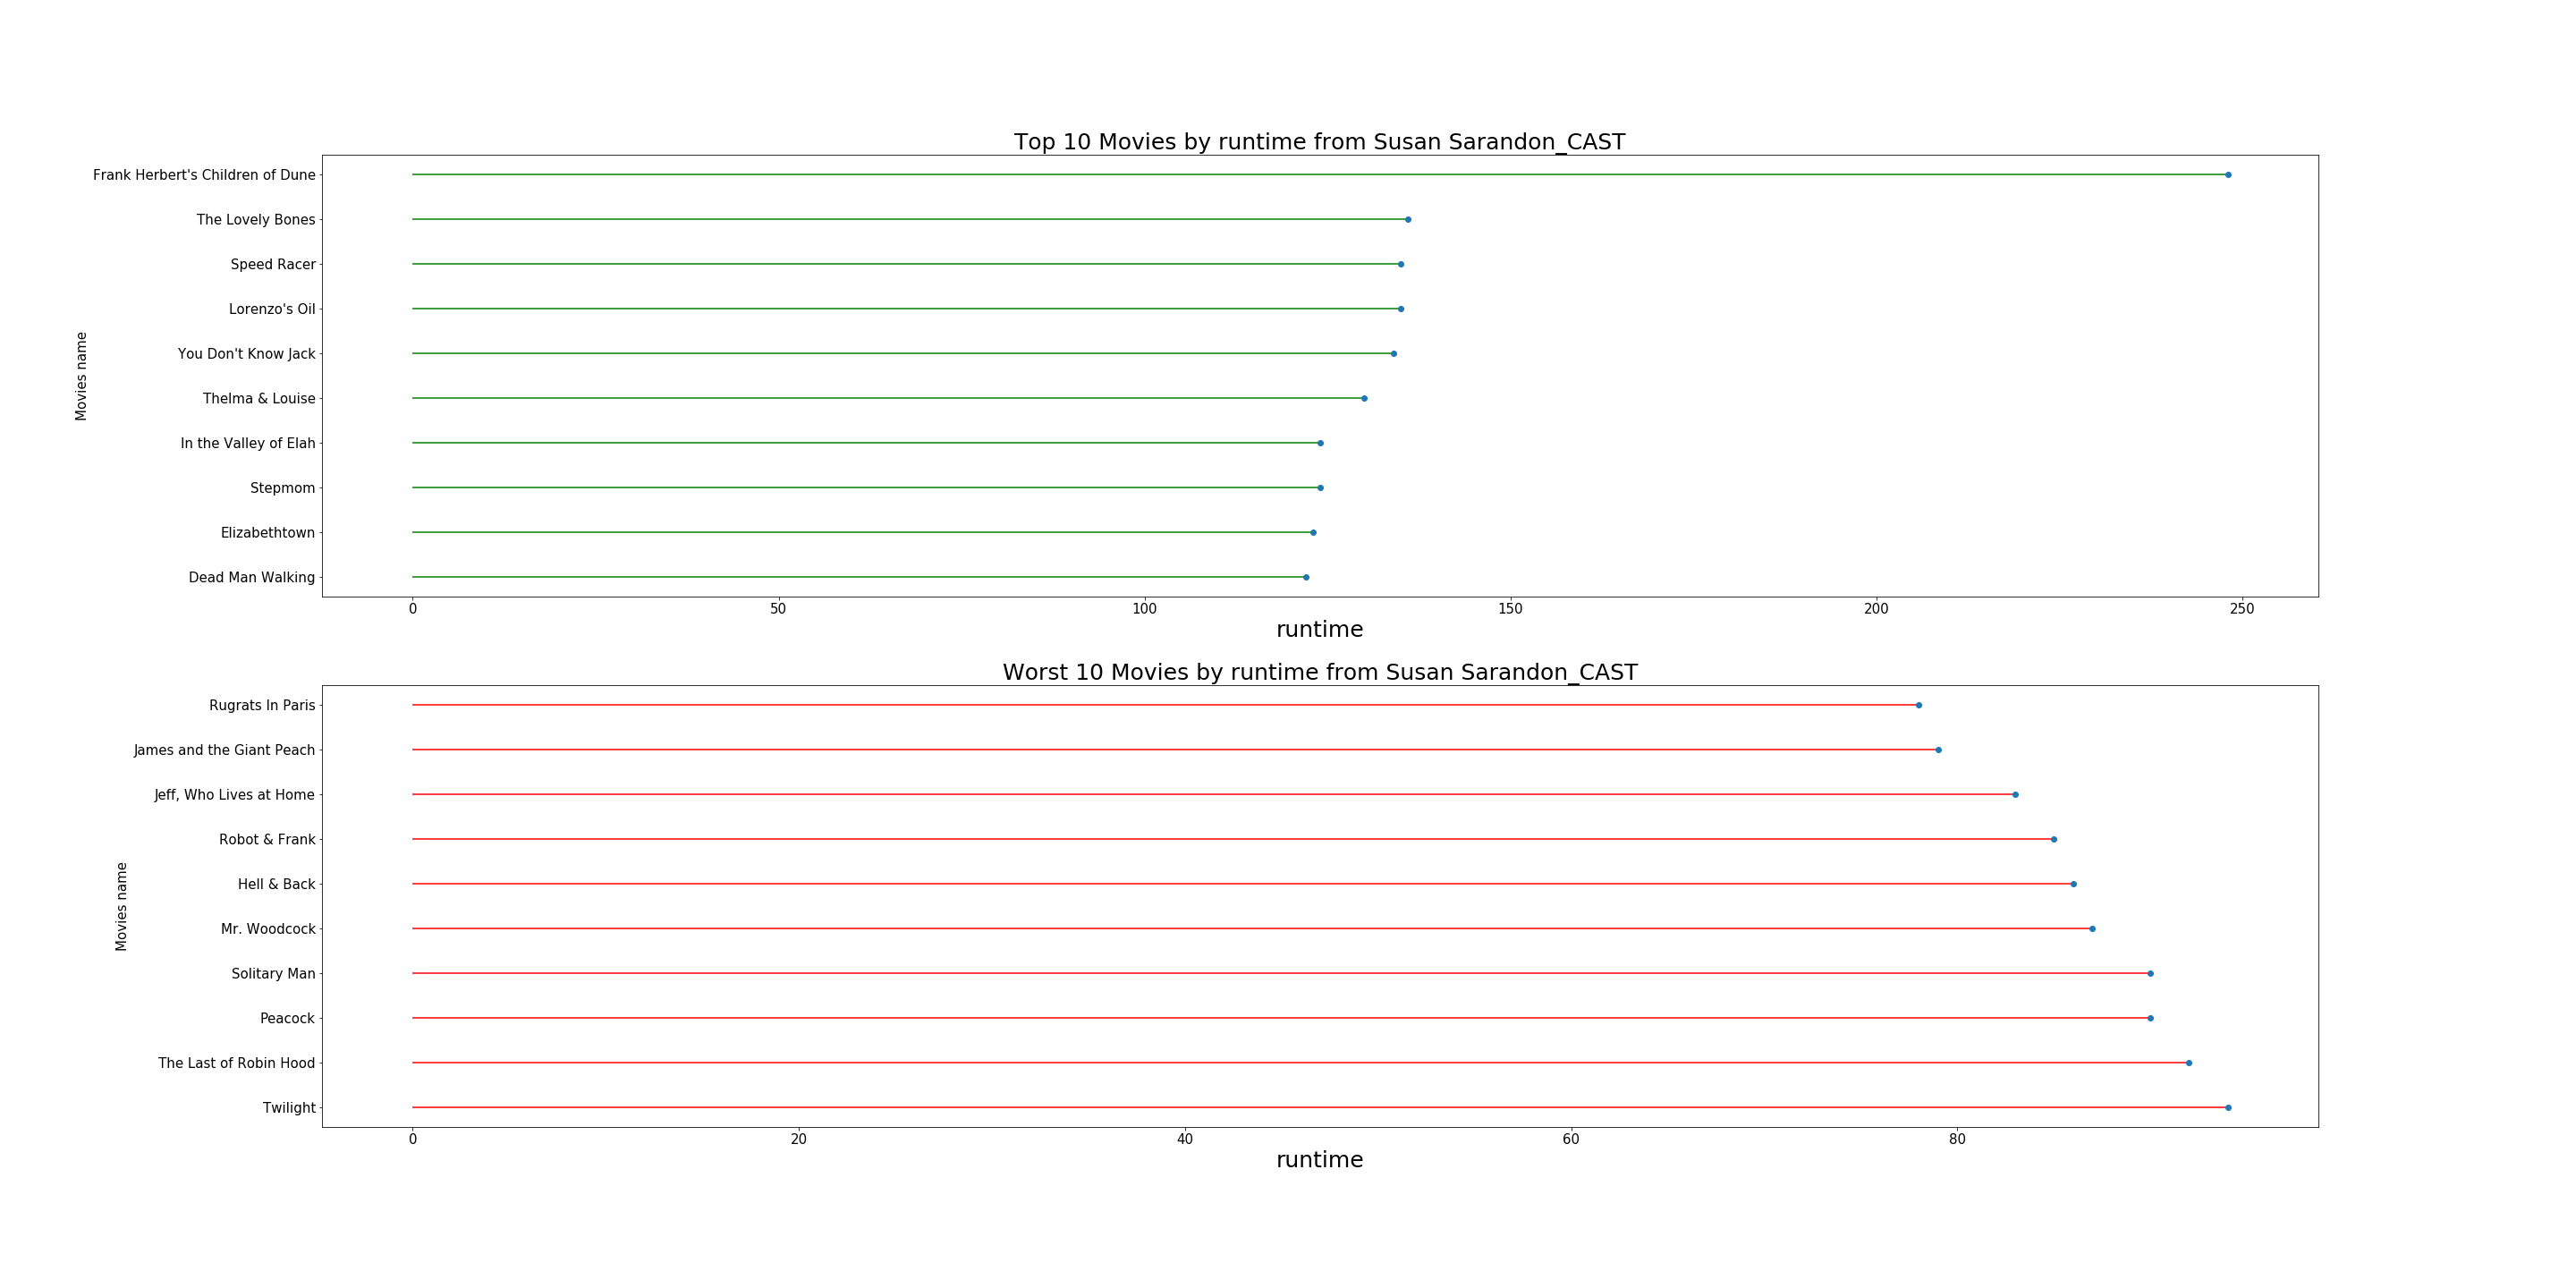 Top 10 Movies by runtime from Susan Sarandon_CAST
Movies name
Frank Herbert's Children of Dune
The Lovely Bones
Speed Racer
Lorenzo's Oil
You Don't Know Jack
Thelma & Louise
In the Valley of Elah
Stepmom
Elizabethtown
Dead Man Walking
0 50 100 150 200 250
runtime
Worst 10 Movies by runtime from Susan Sarandon_CAST
Movies name
Rugrats In Paris
James and the Giant Peach
Jeff, Who Lives at Home
Robot & Frank
Hell & Back
Mr. Woodcock
Solitary Man
Peacock
The Last of Robin Hood
Twilight
0 20 40 60 80
runtime